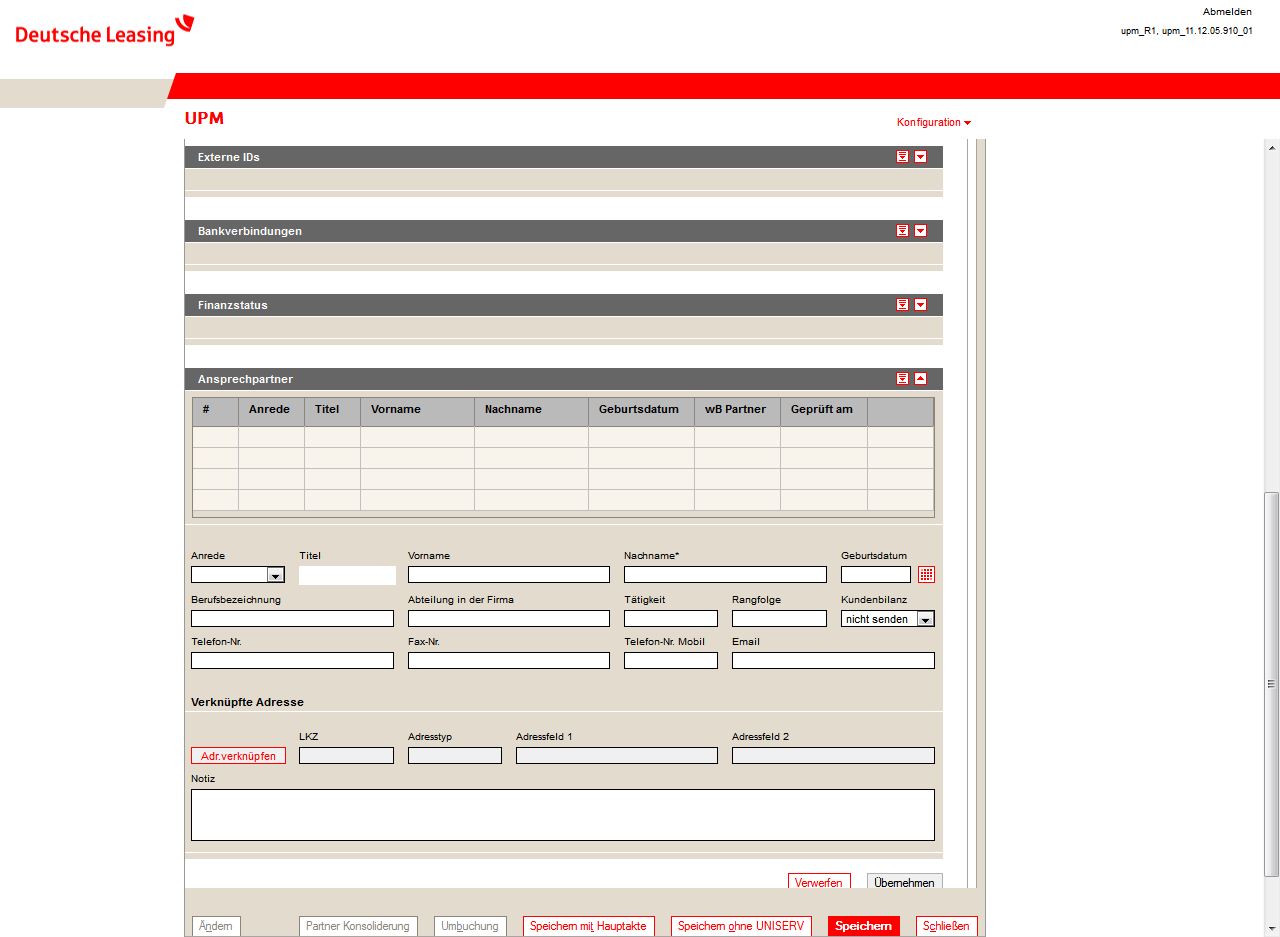 Abmelden
Deutsche Leasing
upm_R1, upm_11.12.05.910_01
UPM
Konfiguration
Externe IDs
Bankverbindungen
Finanzstatus
Ansprechpartner
# Anrede Titel Vorname Nachname Geburtsdatum wB Partner Geprüft am
Anrede Titel Vorname Nachname* Geburtsdatum
Berufsbezeichnung Abteilung in der Firma Tätigkeit Rangfolge Kundenbilanz
nicht senden
Telefon-Nr. Fax-Nr. Telefon-Nr. Mobil Email
Verknüpfte Adresse
LKZ Adresstyp Adressfeld 1 Adressfeld 2
Adr.verknüpfen
Notiz
Verwerfen Übernehmen
Ändern Partner Konsolidierung Umbuchung Speichern mit Hauptakte Speichern ohne UNISERV Speichern Schließen